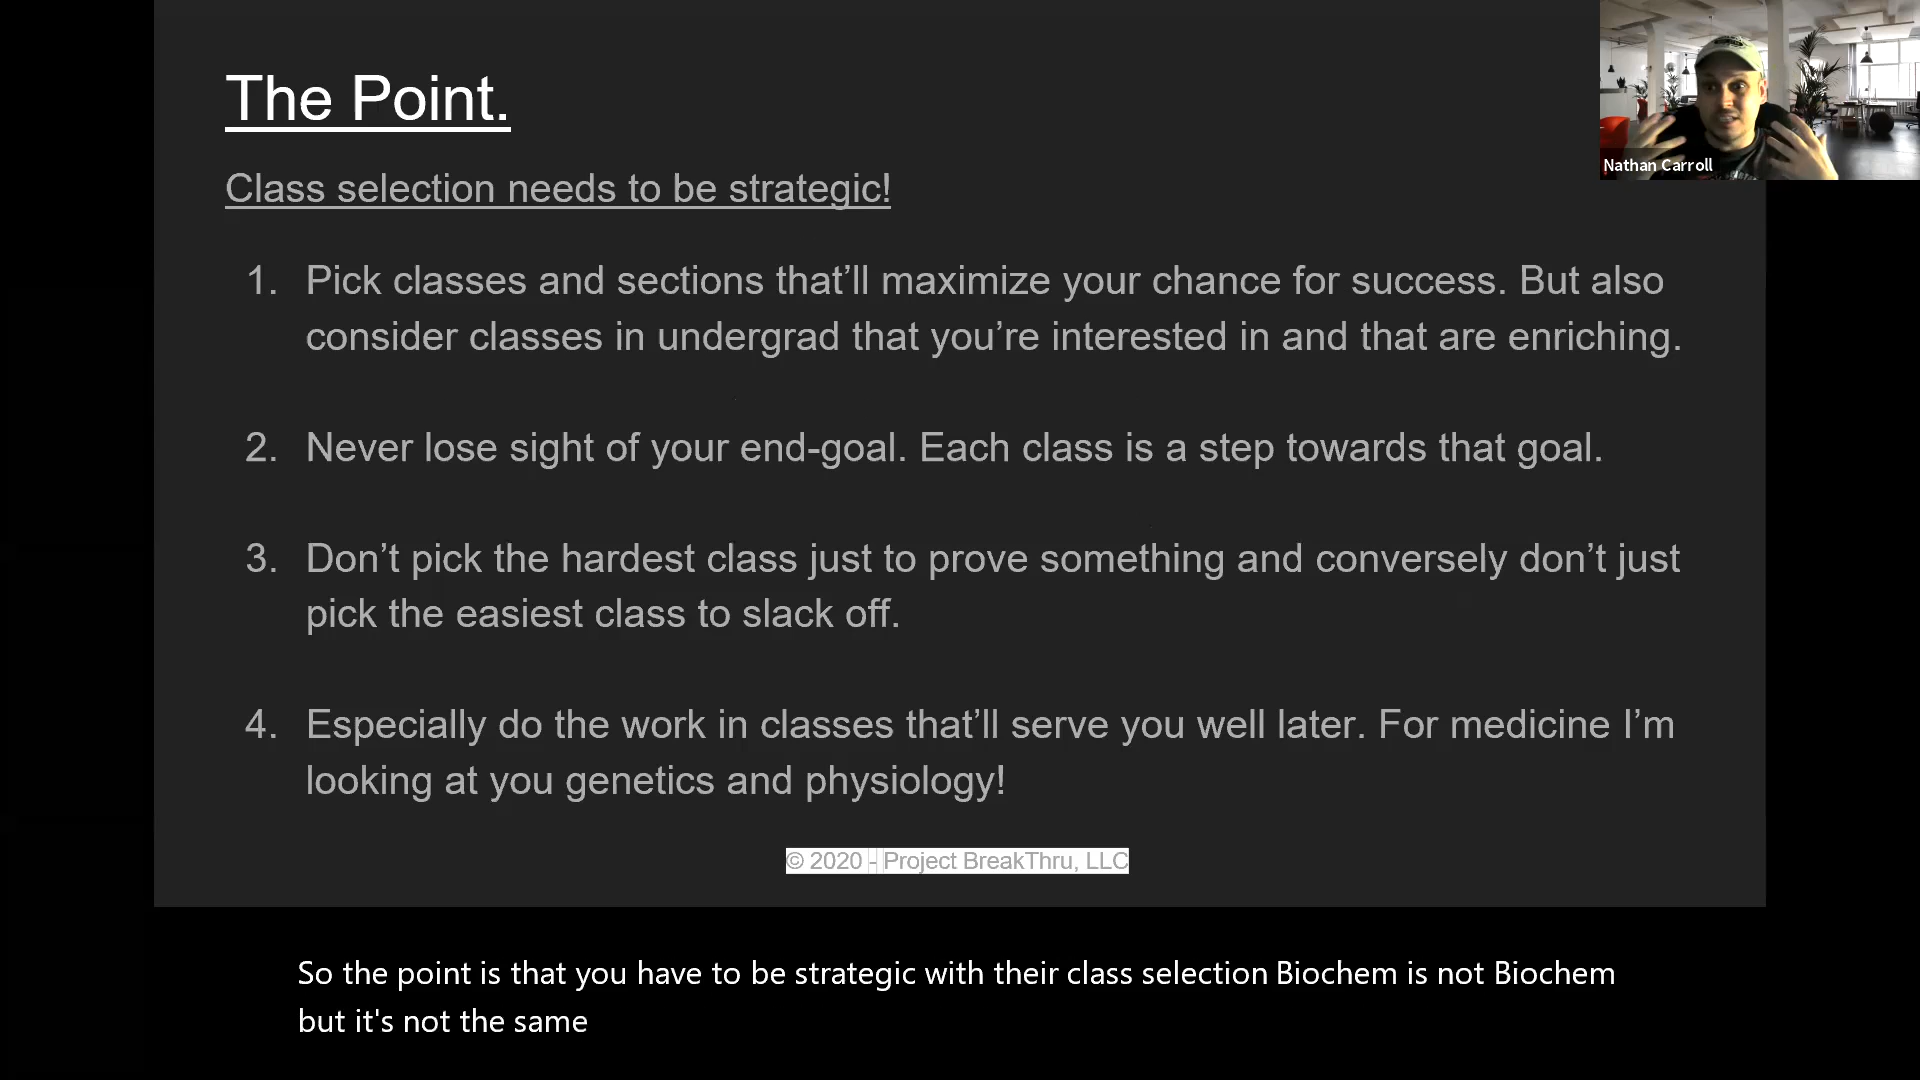 The Point.
Nathan Carroll
Class selection needs to be strategic!
1. Pick classes and sections that’ll maximize your chance for success. But also
consider classes in undergrad that you’re interested in and that are enriching.
2. Never lose sight of your end-goal. Each class is a step towards that goal.
3. Don’t pick the hardest class just to prove something and conversely don’t just
pick the easiest class to slack off.
4. Especially do the work in classes that’ll serve you well later. For medicine I’m
looking at you genetics and physiology!
© 2020 - Project BreakThru, LLC
So the point is that you have to be strategic with their class selection Biochem is not Biochem
but it's not the same